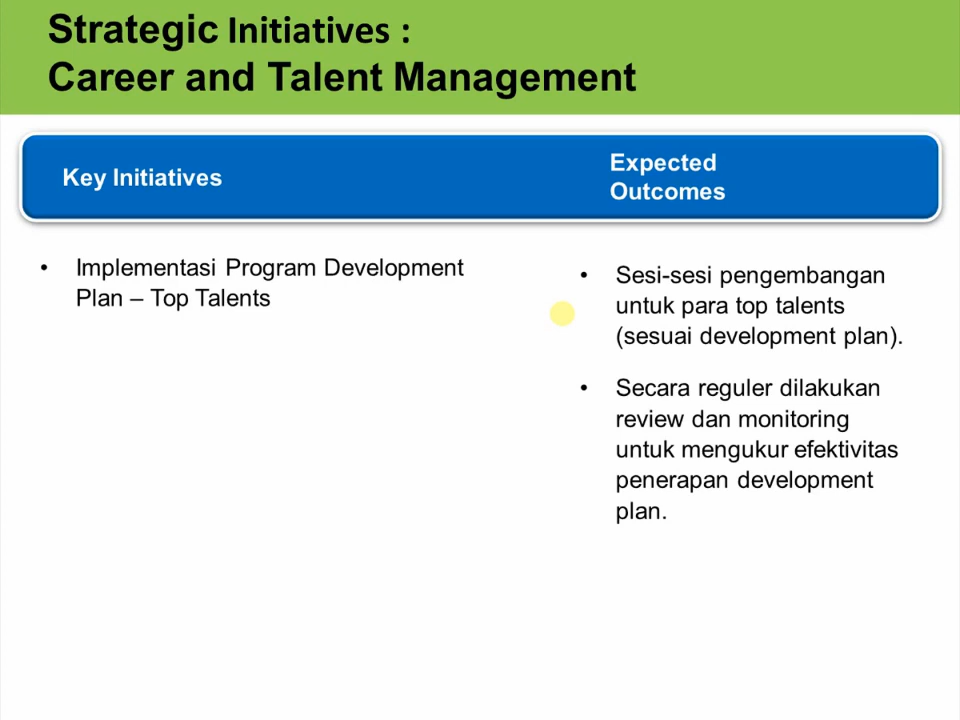 Strategic Initiatives :
Career and Talent Management
Key Initiatives
Expected
Outcomes
• Implementasi Program Development
Plan – Top Talents
• Sesi-sesi pengembangan
untuk para top talents
(sesuai development plan).
• Secara reguler dilakukan
review dan monitoring
untuk mengukur efektivitas
penerapan development
plan.